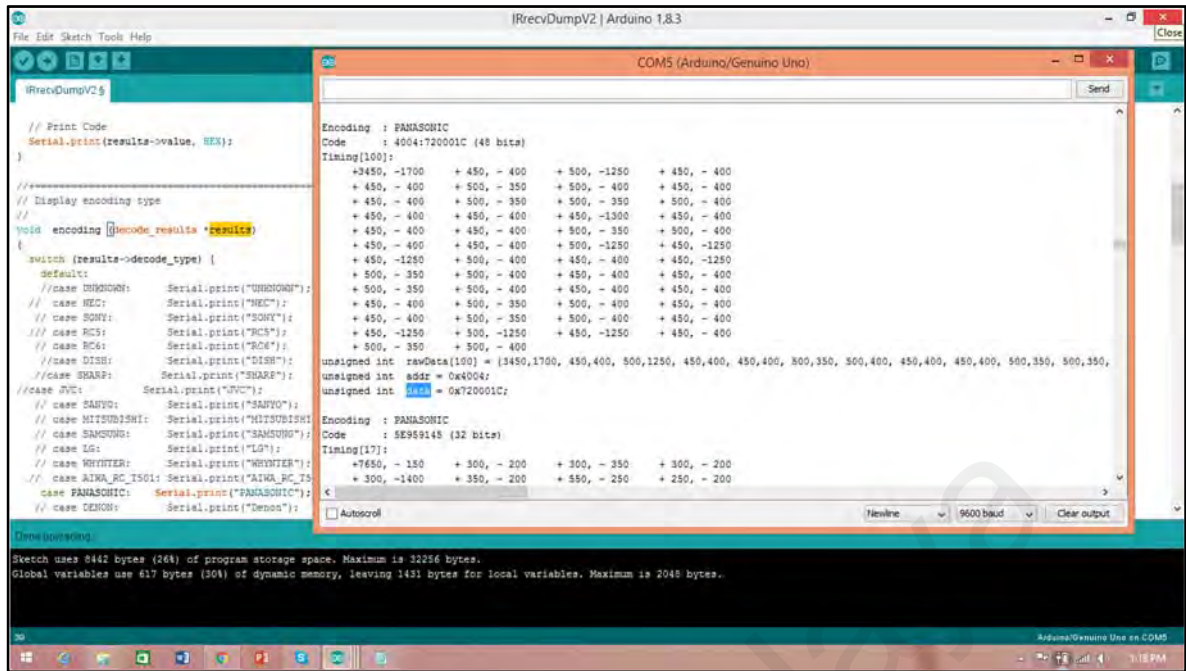 IRrecvDumpV2 | Arduino 1.8.3
Close
File Edit Sketch Tools Help
IRrecvDumpV2 §
// Print Code
Serial.print(results->value, HEX);
}
// Display encoding type
//
void encoding (decode_results *results)
{
switch (results->decode_type) {
default:
//case UNKNOWN: Serial.print("UNKNOWN");
// case NEC: Serial.print("NEC");
// case SONY: Serial.print("SONY");
/// case RC5: Serial.print("RC5");
// case RC6: Serial.print("RC6");
//case DISH: Serial.print("DISH");
//case SHARP: Serial.print("SHARP");
//case JVC: Serial.print("JVC");
// case SANYO: Serial.print("SANYO");
// case MITSUBISHI: Serial.print("MITSUBISHI
// case SAMSUNG: Serial.print("SAMSUNG");
// case LG: Serial.print("LG");
// case WHYNTER: Serial.print("WHYNTER");
// case AIWA_RC_T501: Serial.print("AIWA_RC_T5
case PANASONIC: Serial.print("PANASONIC");
// case DENON: Serial.print("Denon");
COM5 (Arduino/Genuino Uno)
Send
Encoding : PANASONIC
Code : 4004:720001C (48 bits)
Timing[100]:
+3450, -1700 + 450, - 400 + 500, -1250 + 450, - 400
+ 450, - 400 + 500, - 350 + 500, - 400 + 450, - 400
+ 450, - 400 + 500, - 350 + 500, - 350 + 500, - 400
+ 450, - 400 + 450, - 400 + 450, -1300 + 450, - 400
+ 450, - 400 + 450, - 400 + 500, - 350 + 500, - 400
+ 450, - 400 + 450, - 400 + 500, -1250 + 450, -1250
+ 450, -1250 + 500, - 400 + 450, - 400 + 450, -1250
+ 500, - 350 + 500, - 400 + 450, - 400 + 450, - 400
+ 500, - 350 + 500, - 400 + 450, - 400 + 450, - 400
+ 450, - 400 + 500, - 350 + 500, - 400 + 450, - 400
+ 450, - 400 + 500, - 350 + 500, - 400 + 450, - 400
+ 450, -1250 + 500, -1250 + 450, -1250 + 450, - 400
+ 500, - 350 + 500, - 400
unsigned int rawData[100] = {3450,1700, 450,400, 500,1250, 450,400, 450,400, 500,350, 500,400, 450,400, 450,400, 500,350, 500,350,
unsigned int addr = 0x4004;
unsigned int data = 0x720001C;
Encoding : PANASONIC
Code : 5E959145 (32 bits)
Timing[17]:
+7650, - 150 + 300, - 200 + 300, - 350 + 300, - 200
+ 300, -1400 + 350, - 200 + 550, - 250 + 250, - 200
Autoscroll
Newline
9600 baud
Clear output
Done uploading.
Sketch uses 8442 bytes (26%) of program storage space. Maximum is 32256 bytes.
Global variables use 617 bytes (30%) of dynamic memory, leaving 1431 bytes for local variables. Maximum is 2048 bytes.
Arduino/Genuino Uno on COM5
1:18 PM